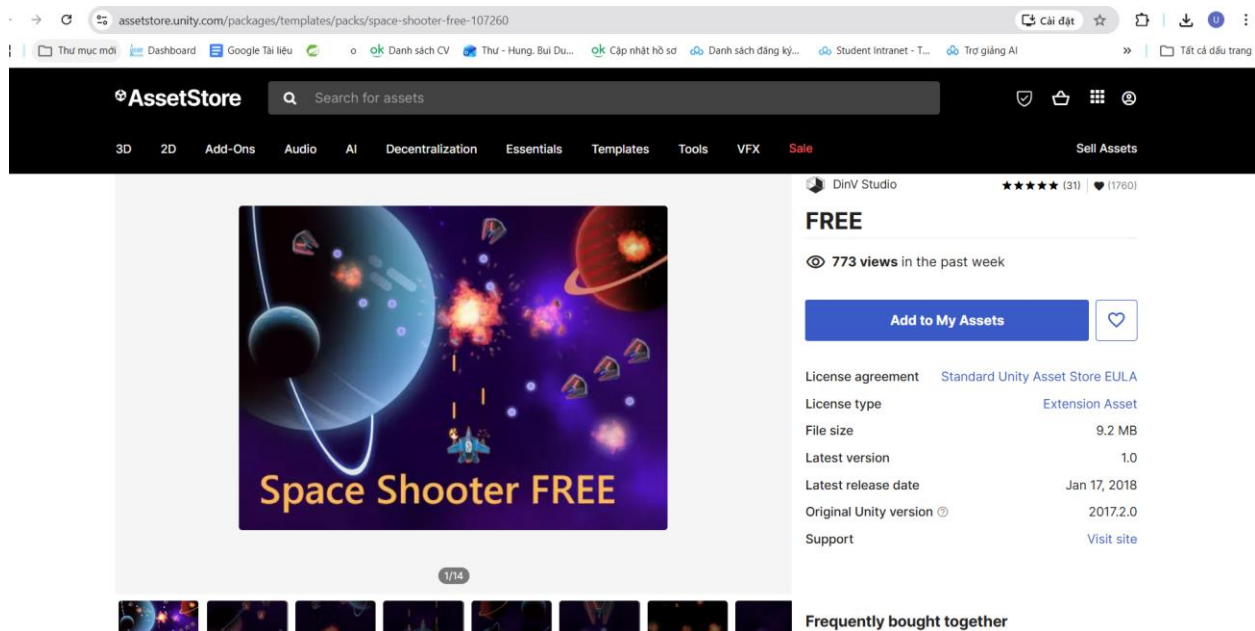 assetstore.unity.com/packages/templates/packs/space-shooter-free-107260
Cài đặt
U
Thư mục mới
Dashboard
Google Tài liệu
o
ok Danh sách CV
Thư - Hung. Bui Du...
ok Cập nhật hồ sơ
Danh sách đăng ký...
Student Intranet - T...
Trợ giảng AI
»
Tất cả dấu trang
AssetStore
Search for assets
3D 2D Add-Ons Audio AI Decentralization Essentials Templates Tools VFX Sale
Sell Assets
DinV Studio
★★★★★ (31) ♥ (1760)
FREE
773 views in the past week
Add to My Assets
License agreement Standard Unity Asset Store EULA
License type Extension Asset
File size 9.2 MB
Latest version 1.0
Latest release date Jan 17, 2018
Original Unity version 2017.2.0
Support Visit site
Space Shooter FREE
1/14
Frequently bought together